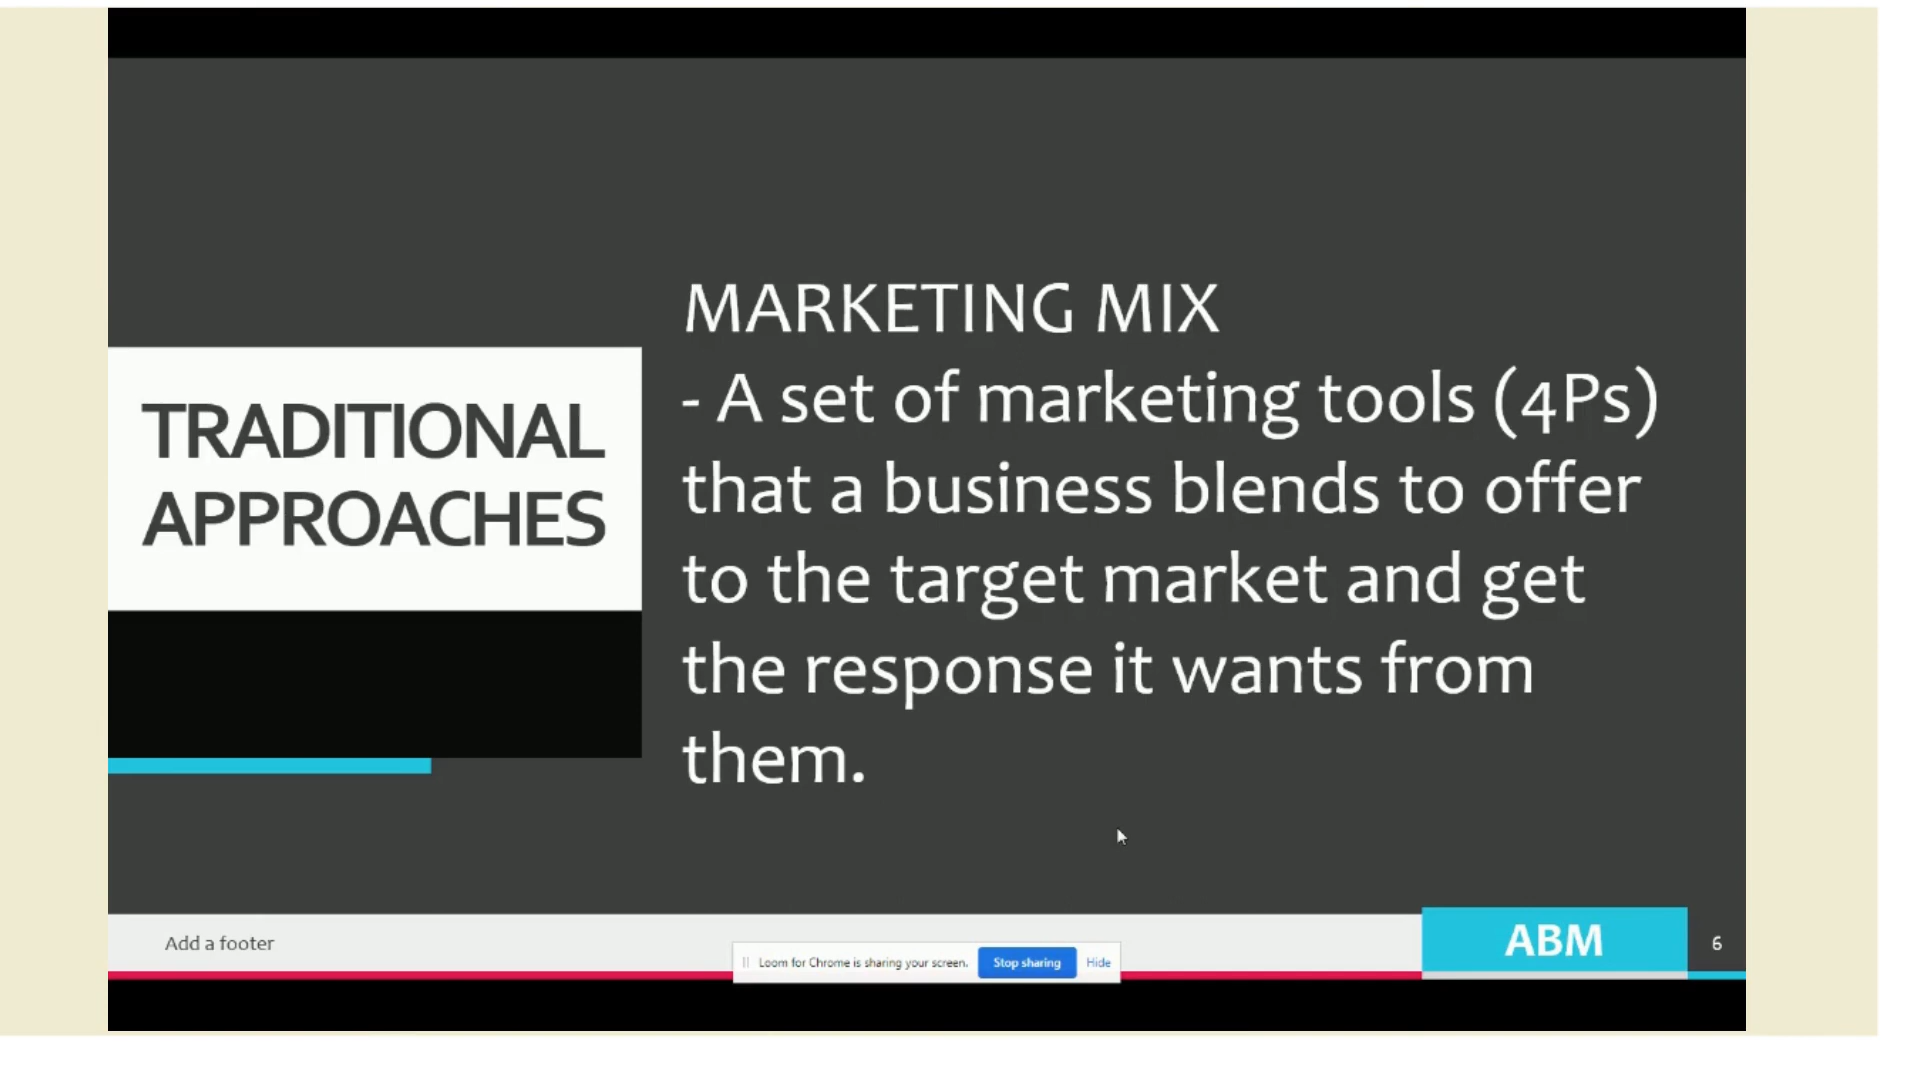 TRADITIONAL
APPROACHES
MARKETING MIX
- A set of marketing tools (4Ps)
that a business blends to offer
to the target market and get
the response it wants from
them.
Add a footer
Loom for Chrome is sharing your screen. Stop sharing Hide
ABM
6